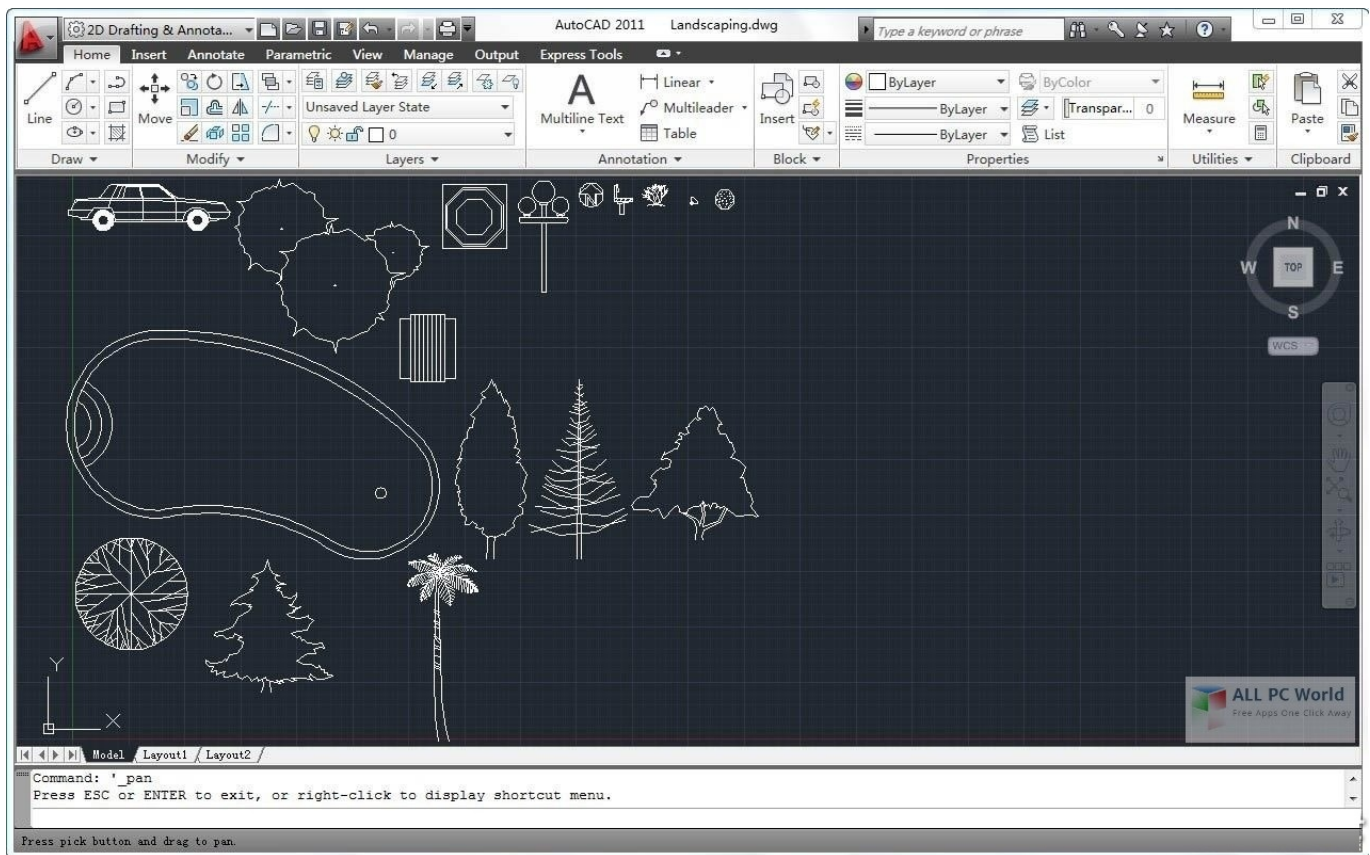 2D Drafting & Annota...
AutoCAD 2011 Landscaping.dwg
Type a keyword or phrase
Home Insert Annotate Parametric View Manage Output Express Tools
Line
Move
Unsaved Layer State
0
A
Multiline Text
Linear
Multileader
Table
Insert
ByLayer
ByLayer
ByLayer
ByColor
Transpar... 0
List
Measure
Paste
Draw Modify Layers Annotation Block Properties Utilities Clipboard
N
N
W TOP E
S
WCS
Y
X
ALL PC World
Free Apps One Click Away
Model Layout1 Layout2
Command: '_pan
Press ESC or ENTER to exit, or right-click to display shortcut menu.
Press pick button and drag to pan.